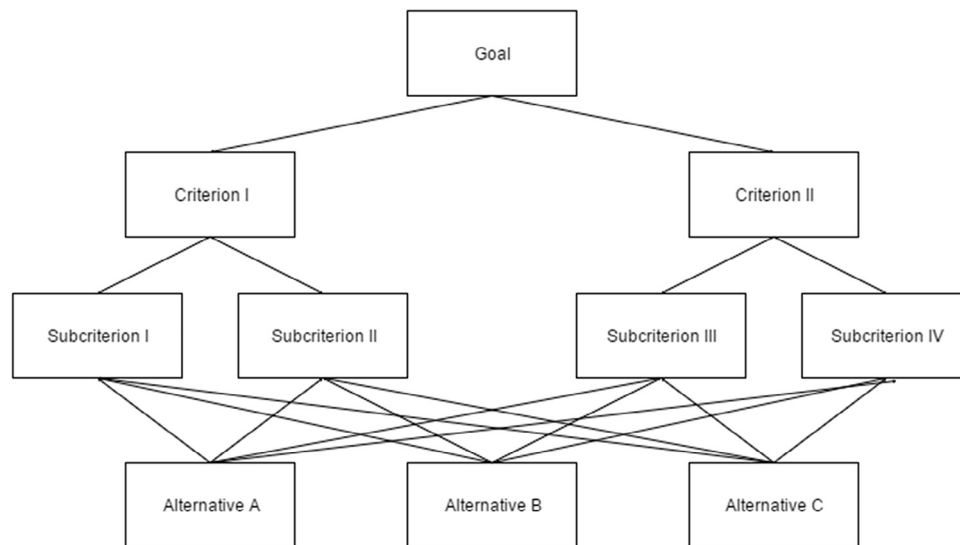 Goal
Criterion I
Criterion II
Subcriterion I
Subcriterion II
Subcriterion III
Subcriterion IV
Alternative A
Alternative B
Alternative C